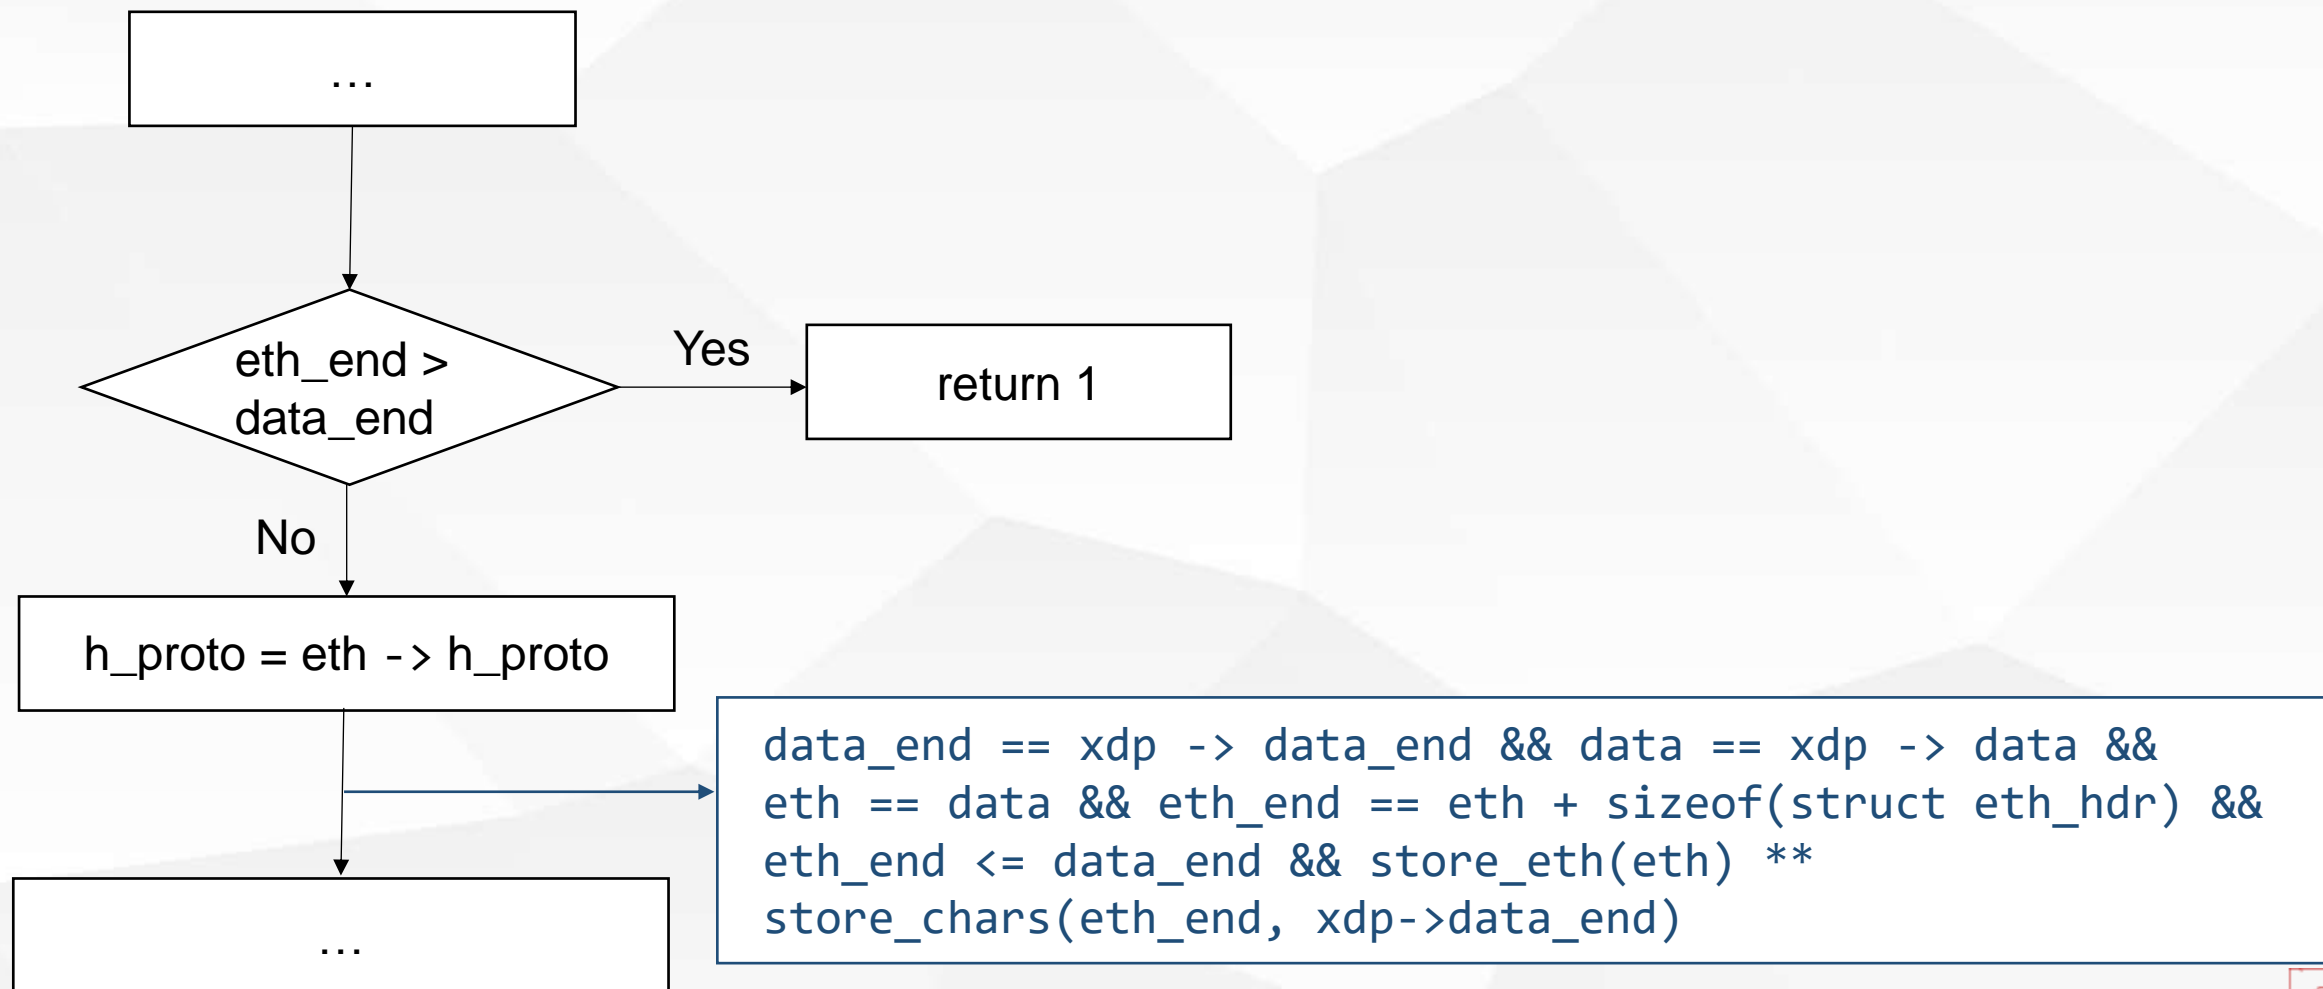 ...
eth_end >
data_end
Yes
return 1
No
h_proto = eth -> h_proto
data_end == xdp -> data_end && data == xdp -> data &&
eth == data && eth_end == eth + sizeof(struct eth_hdr) &&
eth_end <= data_end && store_eth(eth) **
store_chars(eth_end, xdp->data_end)
...